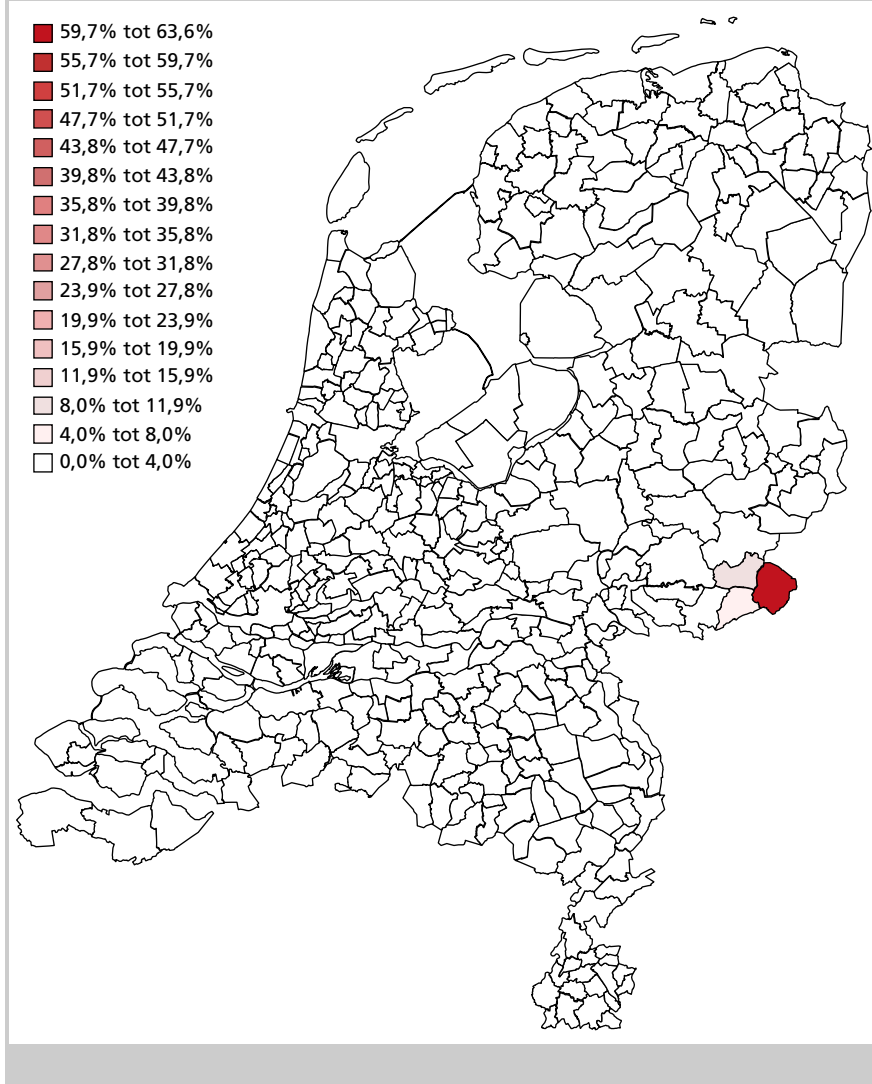 59,7% tot 63,6%
55,7% tot 59,7%
51,7% tot 55,7%
47,7% tot 51,7%
43,8% tot 47,7%
39,8% tot 43,8%
35,8% tot 39,8%
31,8% tot 35,8%
27,8% tot 31,8%
23,9% tot 27,8%
19,9% tot 23,9%
15,9% tot 19,9%
11,9% tot 15,9%
8,0% tot 11,9%
4,0% tot 8,0%
0,0% tot 4,0%